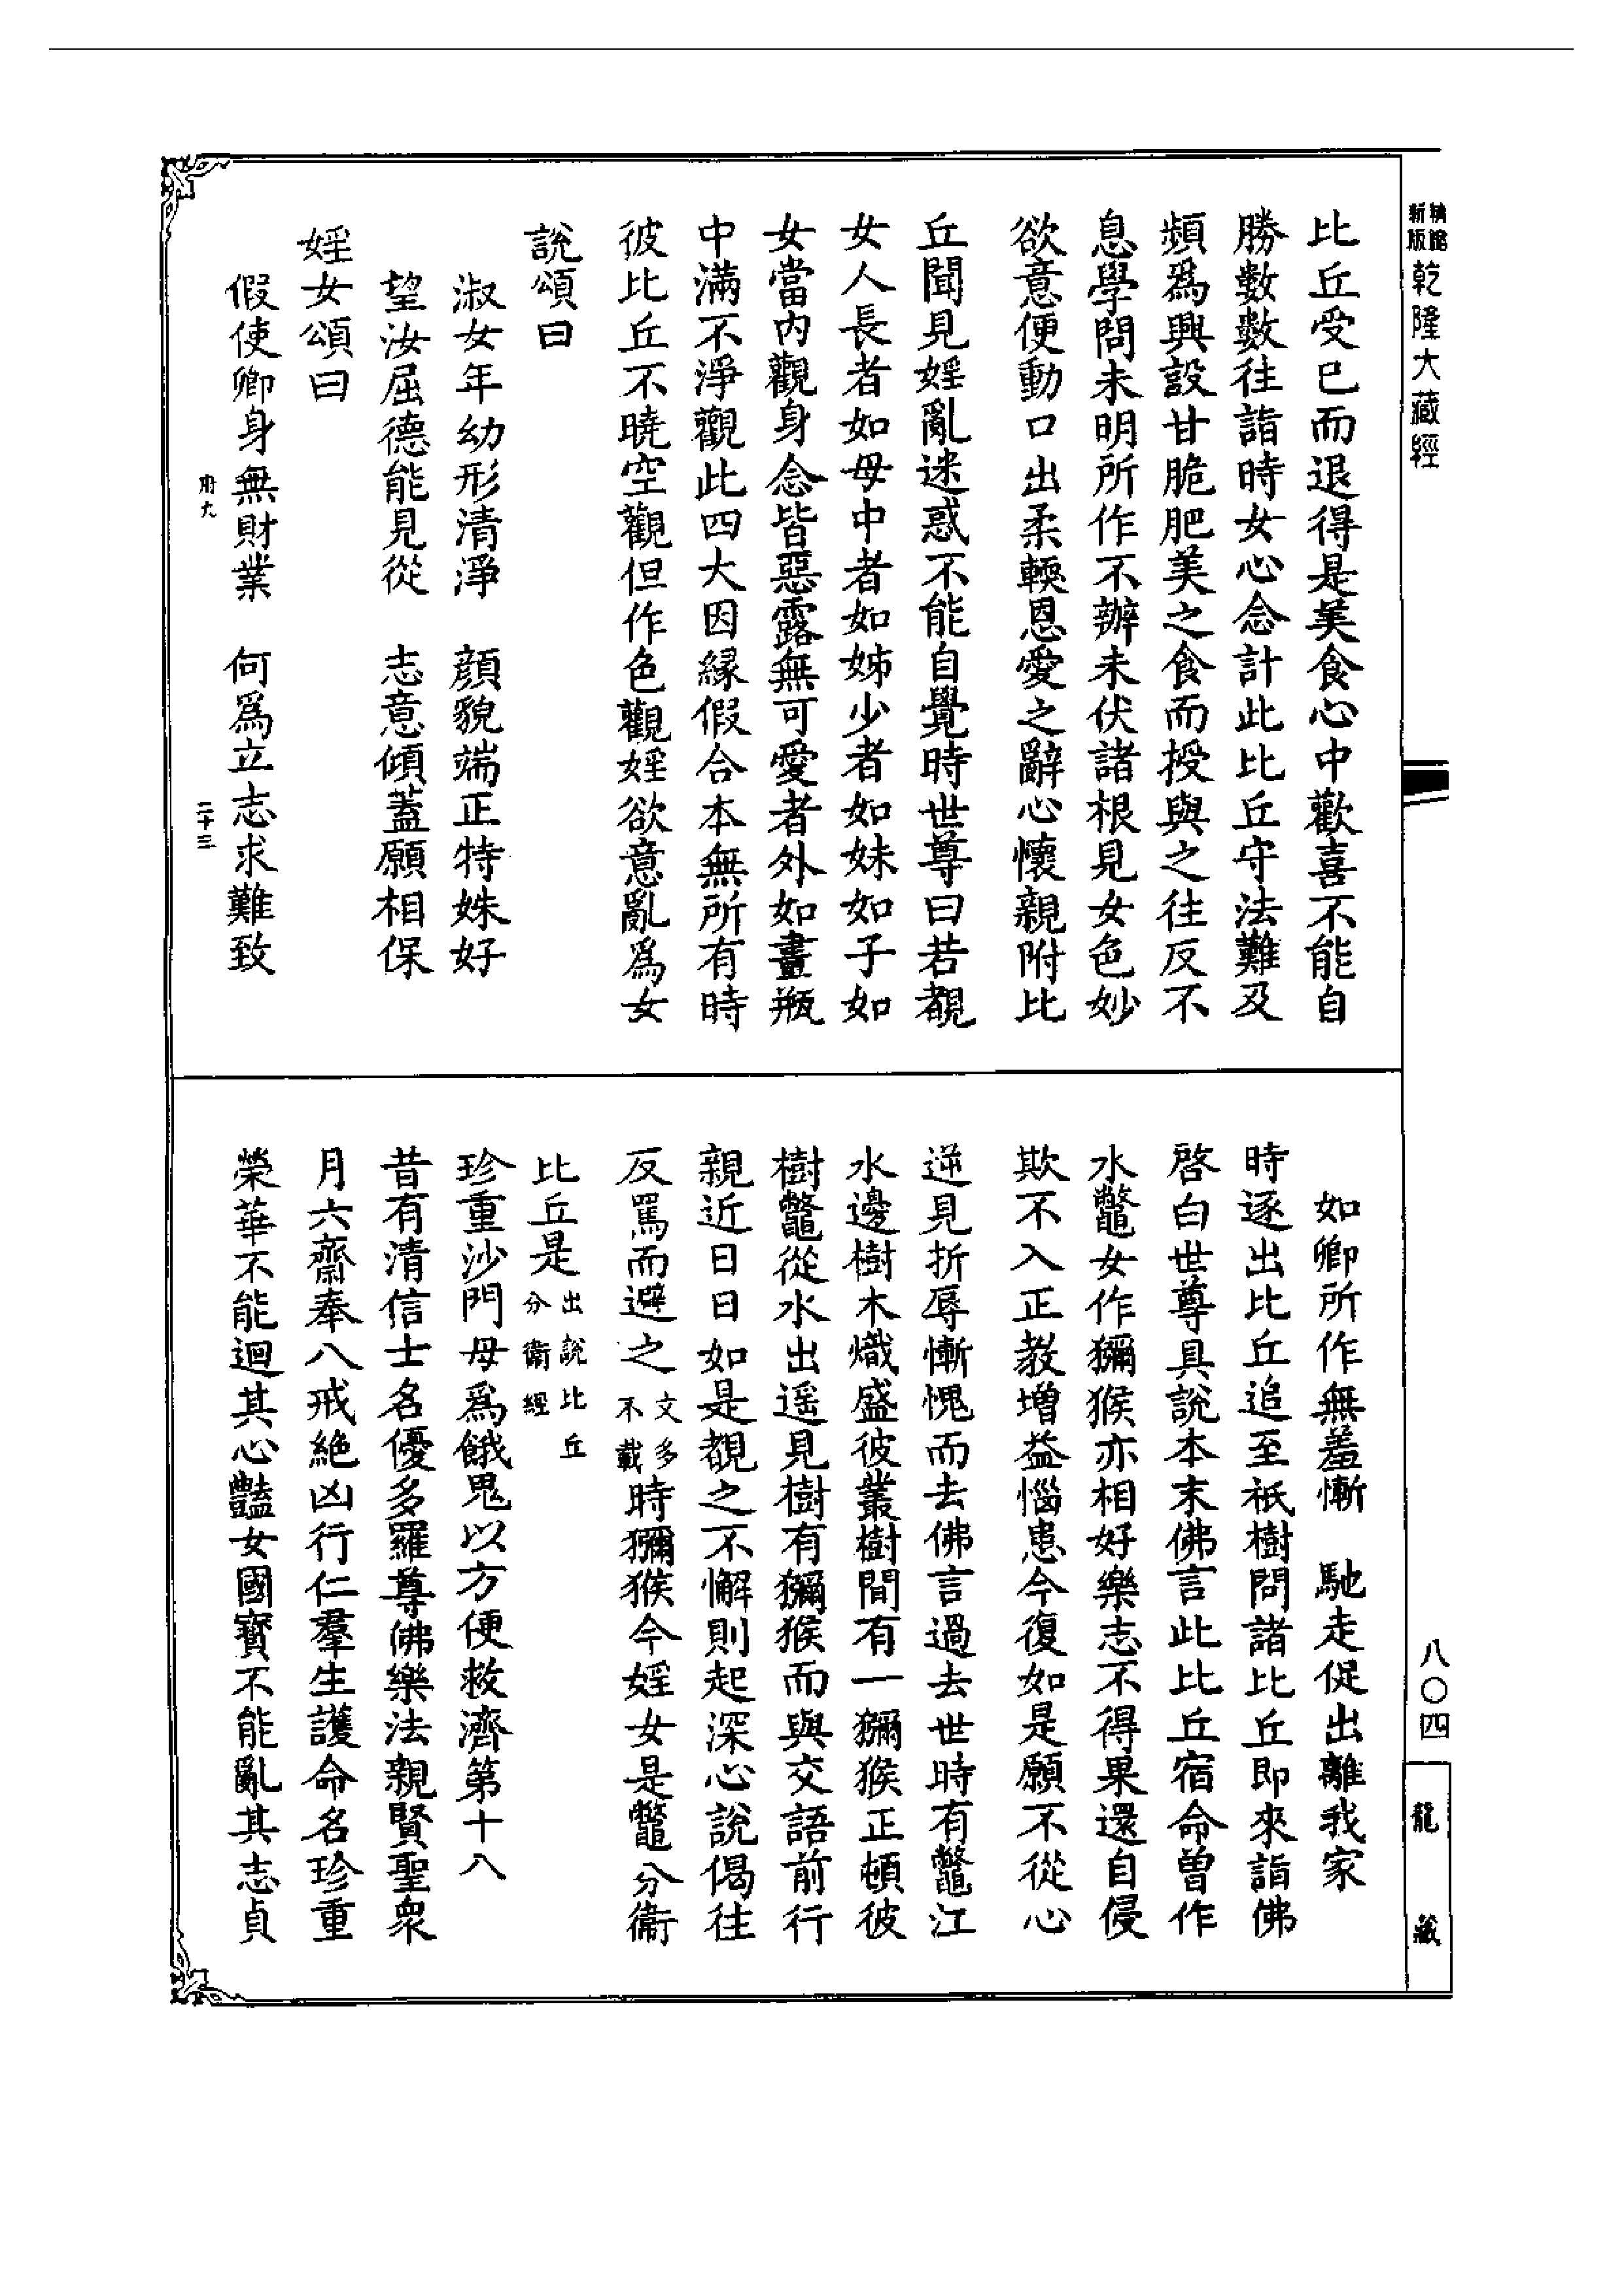 精縮新版乾隆大藏經
比丘受已而退得是美食心中歡喜不能自
勝數數往詣時女心念計此比丘守法難及
頻爲興設甘脆肥美之食而授與之往反不
息學問未明所作不辦未伏諸根見女色妙
欲意便動口出柔輭恩愛之辭心懷親附比
丘聞見婬亂迷惑不能自覺時世尊曰若覩
女人長者如母中者如姊少者如妹如子如
女當內觀身念皆惡露無可愛者外如畫瓶
中滿不淨觀此四大因緣假合本無所有時
彼比丘不曉空觀但作色觀婬欲意亂爲女
說頌曰
淑女年幼形清淨　顔貌端正特姝好
望汝屈德能見從　志意傾蓋願相保
婬女頌曰
假使卿身無財業　何爲立志求難致
二十三
如卿所作無羞慚　馳走促出離我家
時逐出比丘追至祇樹問諸比丘即來詣佛
啓白世尊具說本末佛言此比丘宿命曾作
水鼈女作獼猴亦相好樂志不得果還自侵
欺不入正教增益惱患今復如是願不從心
逆見折辱慚愧而去佛言過去世時有鼈江
水邊樹木熾盛彼叢樹間有一獼猴正頓彼
樹鼈從水出遥見樹有獼猴而與交語前行
親近日日如是覩之不懈則起深心說偈往
反罵而避之文多不載時獼猴今婬女是鼈分衞
比丘是出說比丘分衞經
珍重沙門母爲餓鬼以方便救濟第十八
昔有清信士名優多羅尊佛樂法親賢聖衆
月六齋奉八戒絶凶行仁羣生護命名珍重
榮華不能迴其心豔女國寶不能亂其志貞
八〇四
龍藏